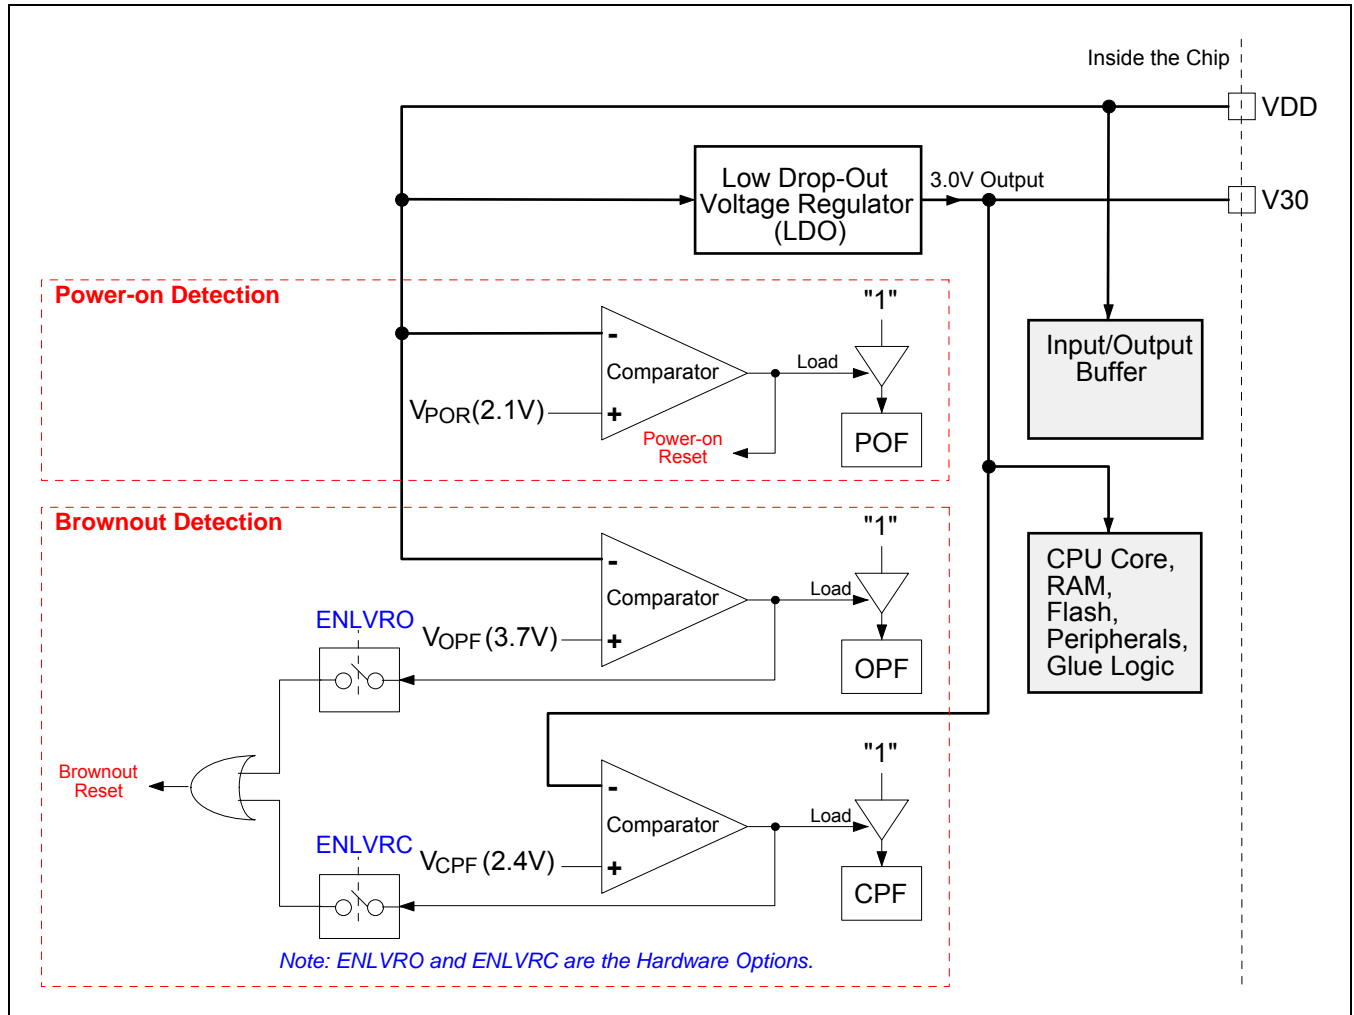 Inside the Chip
VDD
Low Drop-Out
Voltage Regulator
(LDO)
3.0V Output
V30
Power-on Detection
"1"
-
Comparator
+
Load
VPOR(2.1V)
Power-on
Reset
POF
Input/Output
Buffer
Brownout Detection
"1"
-
Comparator
+
Load
ENLVRO
VOPF(3.7V)
OPF
CPU Core,
RAM,
Flash,
Peripherals,
Glue Logic
"1"
-
Comparator
+
Load
Brownout
Reset
ENLVRC
VCPF(2.4V)
CPF
Note: ENLVRO and ENLVRC are the Hardware Options.